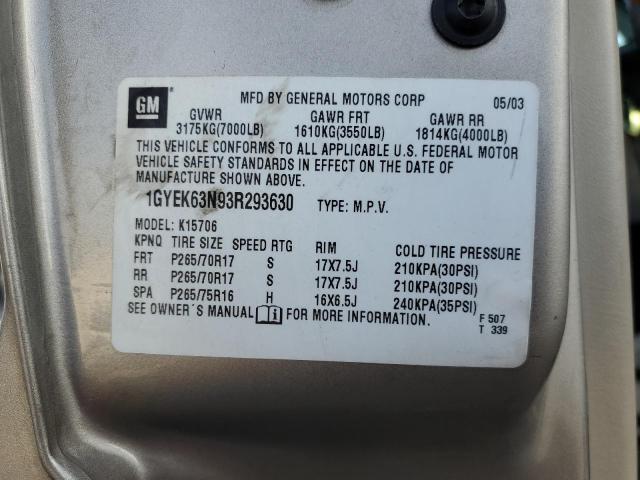 GM
MFD BY GENERAL MOTORS CORP 05/03
GVWR GAWR FRT GAWR RR
3175KG(7000LB) 1610KG(3550LB) 1814KG(4000LB)
THIS VEHICLE CONFORMS TO ALL APPLICABLE U.S. FEDERAL MOTOR
VEHICLE SAFETY STANDARDS IN EFFECT ON THE DATE OF
MANUFACTURE SHOWN ABOVE.
1GYEK63N93R293630 TYPE: M.P.V.
MODEL: K15706
KPNQ TIRE SIZE SPEED RTG RIM COLD TIRE PRESSURE
FRT P265/70R17 S 17X7.5J 210KPA(30PSI)
RR P265/70R17 S 17X7.5J 210KPA(30PSI)
SPA P265/75R16 H 16X6.5J 240KPA(35PSI)
SEE OWNER´S MANUAL FOR MORE INFORMATION. F 507
T 339